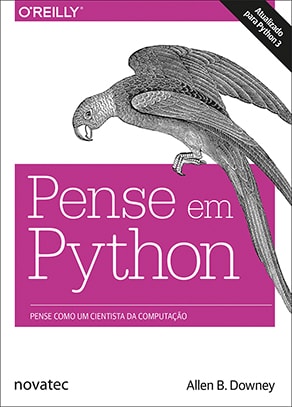 O'REILLY®
Atualizado
para Python 3
Pense em
Python
PENSE COMO UM CIENTISTA DA COMPUTAÇÃO
novatec
Allen B. Downey